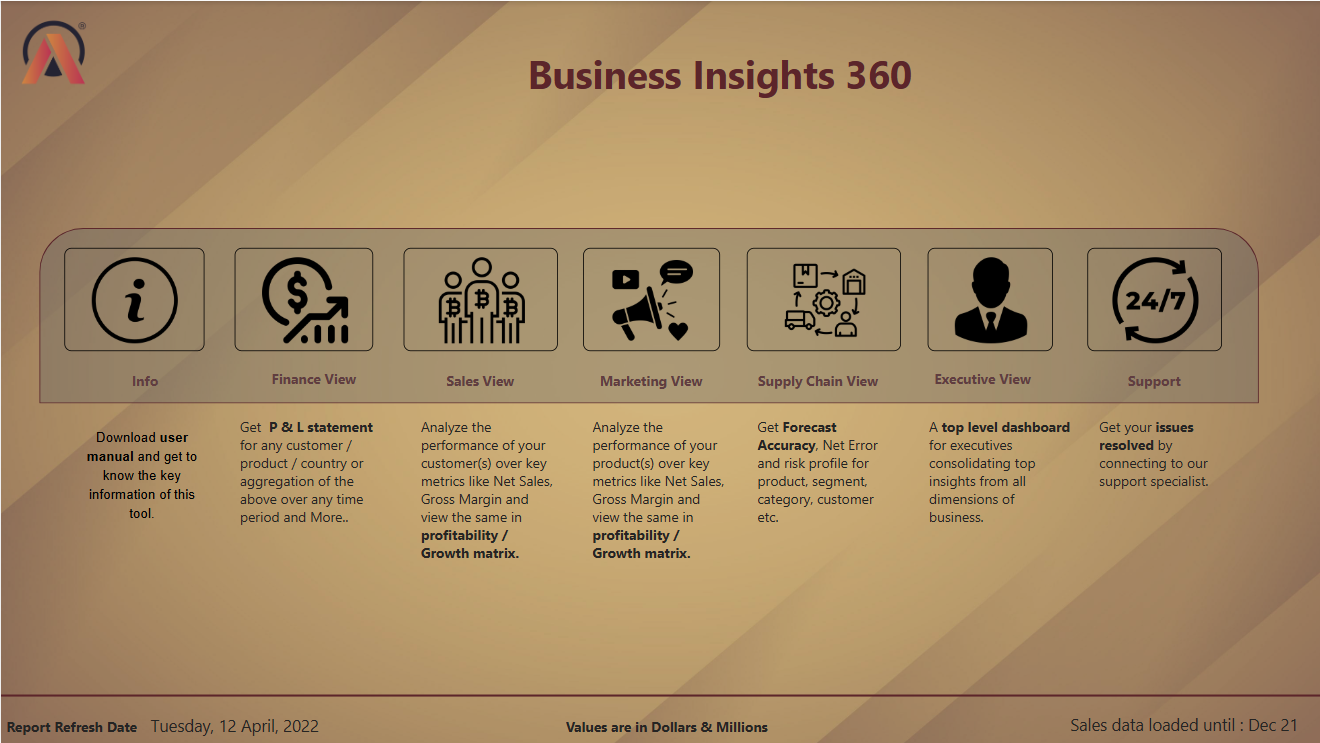 ®
Business Insights 360
24/7
Info
Finance View
Sales View
Marketing View
Supply Chain View
Executive View
Support
Download user
manual and get to
know the key
information of this
tool.
Get P & L statement
for any customer /
product / country or
aggregation of the
above over any time
period and More..
Analyze the
performance of your
customer(s) over key
metrics like Net Sales,
Gross Margin and
view the same in
profitability /
Growth matrix.
Analyze the
performance of your
product(s) over key
metrics like Net Sales,
Gross Margin and
view the same in
profitability /
Growth matrix.
Get Forecast
Accuracy, Net Error
and risk profile for
product, segment,
category, customer
etc.
A top level dashboard
for executives
consolidating top
insights from all
dimensions of
business.
Get your issues
resolved by
connecting to our
support specialist.
Report Refresh Date Tuesday, 12 April, 2022
Values are in Dollars & Millions
Sales data loaded until : Dec 21